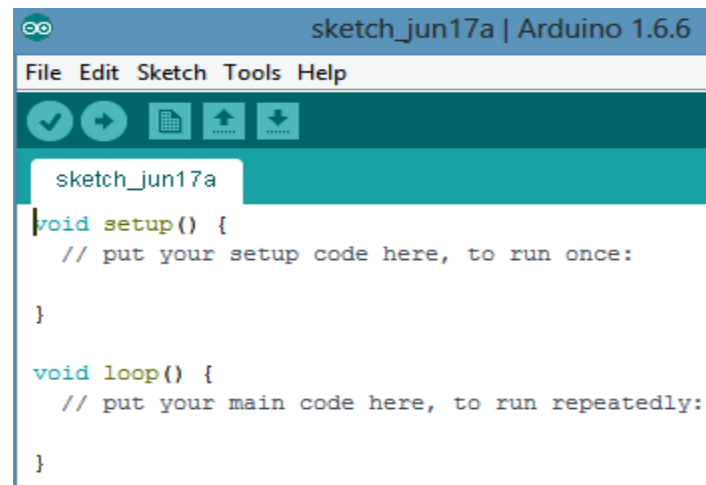 sketch_jun17a | Arduino 1.6.6
File Edit Sketch Tools Help
sketch_jun17a
void setup() {
  // put your setup code here, to run once:

}

void loop() {
  // put your main code here, to run repeatedly:

}